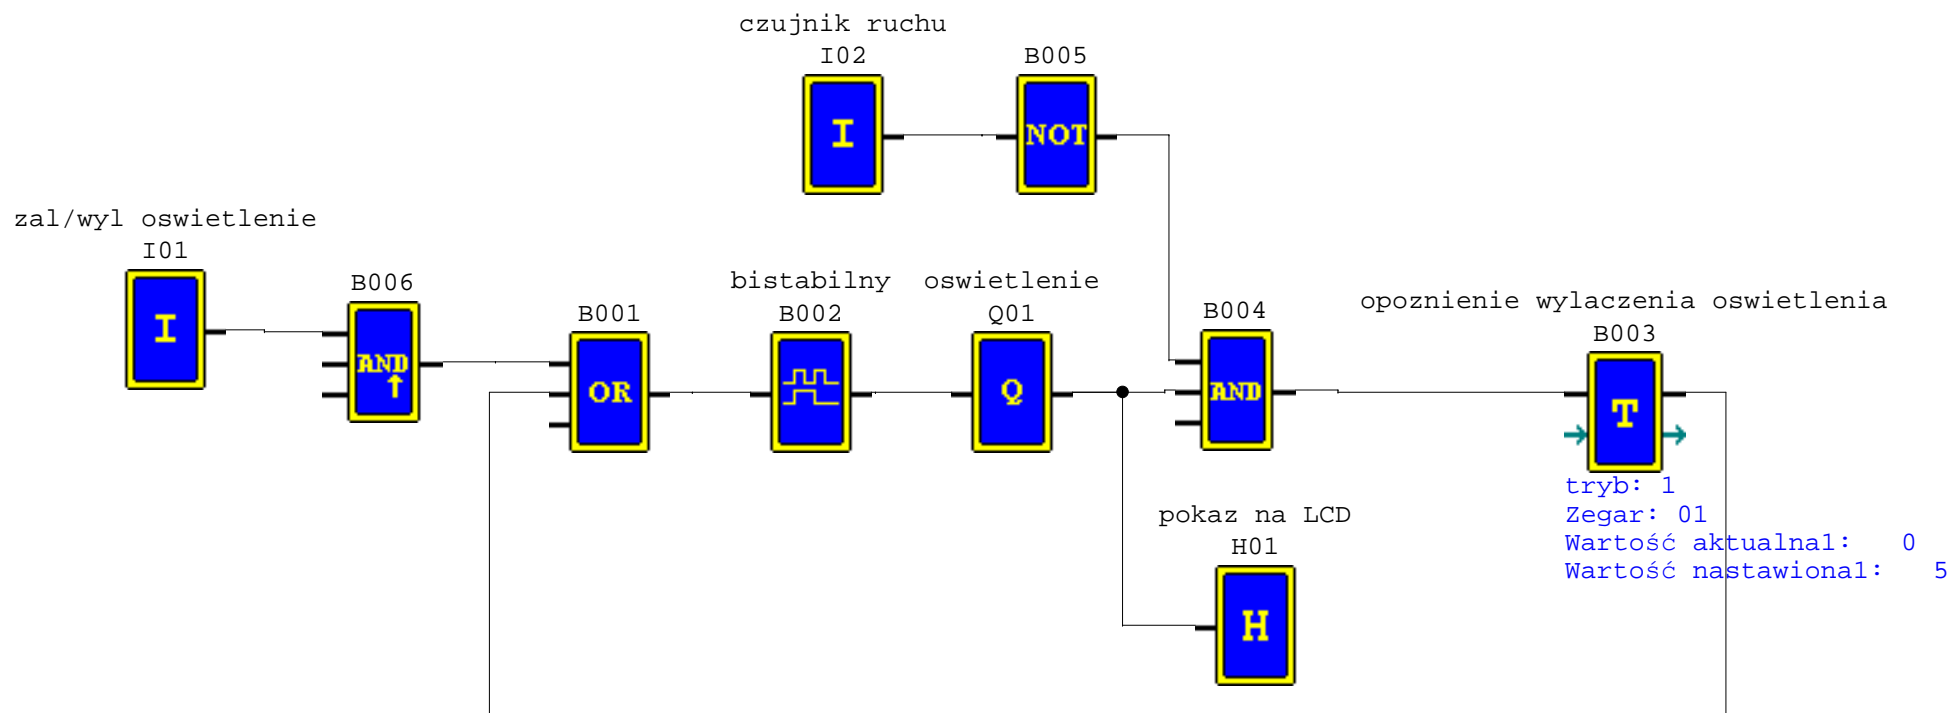 czujnik ruchu
I02
B005
I
NOT
zal/wyl oswietlenie
I01
B006
I
AND
B001
OR
bistabilny
B002
oswietlenie
Q01
Q
B004
AND
opoznienie wylaczenia oswietlenia
B003
T
tryb: 1
Zegar: 01
Wartość aktualna1: 0
Wartość nastawiona1: 5
pokaz na LCD
H01
H